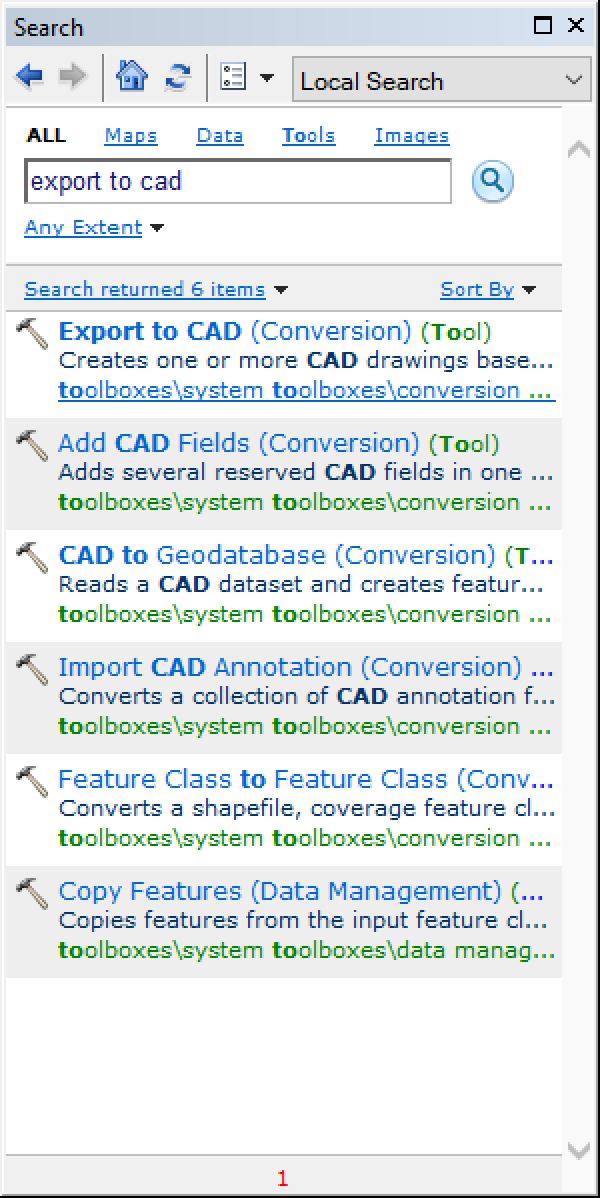 Search
Local Search
ALL Maps Data Tools Images
export to cad
Any Extent
Search returned 6 items Sort By
Export to CAD (Conversion) (Tool)
Creates one or more CAD drawings base...
toolboxes\system toolboxes\conversion ...
Add CAD Fields (Conversion) (Tool)
Adds several reserved CAD fields in one ...
toolboxes\system toolboxes\conversion ...
CAD to Geodatabase (Conversion) (T...
Reads a CAD dataset and creates featur...
toolboxes\system toolboxes\conversion ...
Import CAD Annotation (Conversion) ...
Converts a collection of CAD annotation f...
toolboxes\system toolboxes\conversion ...
Feature Class to Feature Class (Conv...
Converts a shapefile, coverage feature cl...
toolboxes\system toolboxes\conversion ...
Copy Features (Data Management) (...
Copies features from the input feature cl...
toolboxes\system toolboxes\data manag...
1